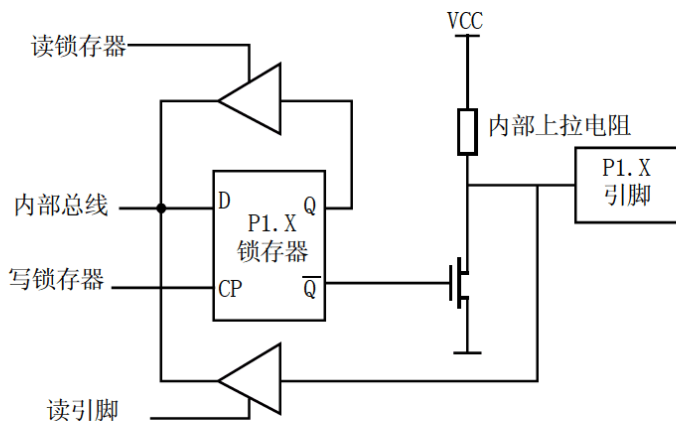 VCC
读锁存器
内部上拉电阻
P1.X
引脚
内部总线
D
Q
P1.X
锁存器
写锁存器
CP
Q̅
读引脚